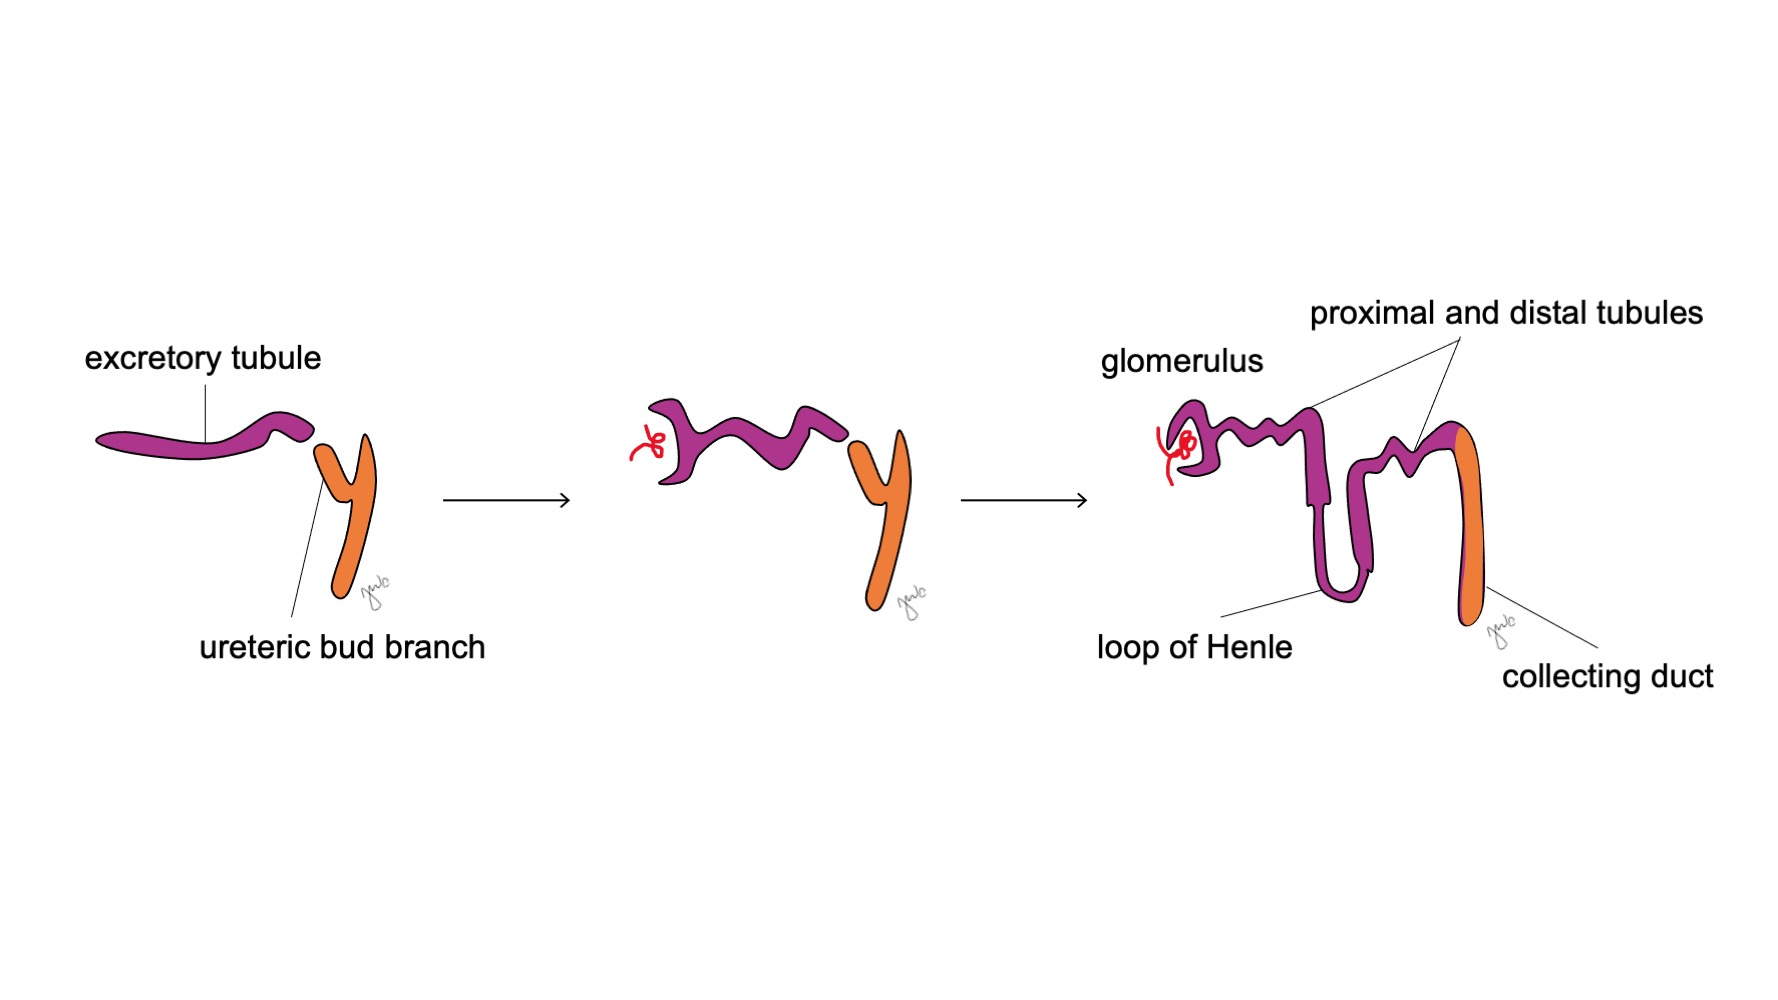 proximal and distal tubules
excretory tubule
glomerulus
ureteric bud branch
loop of Henle
collecting duct